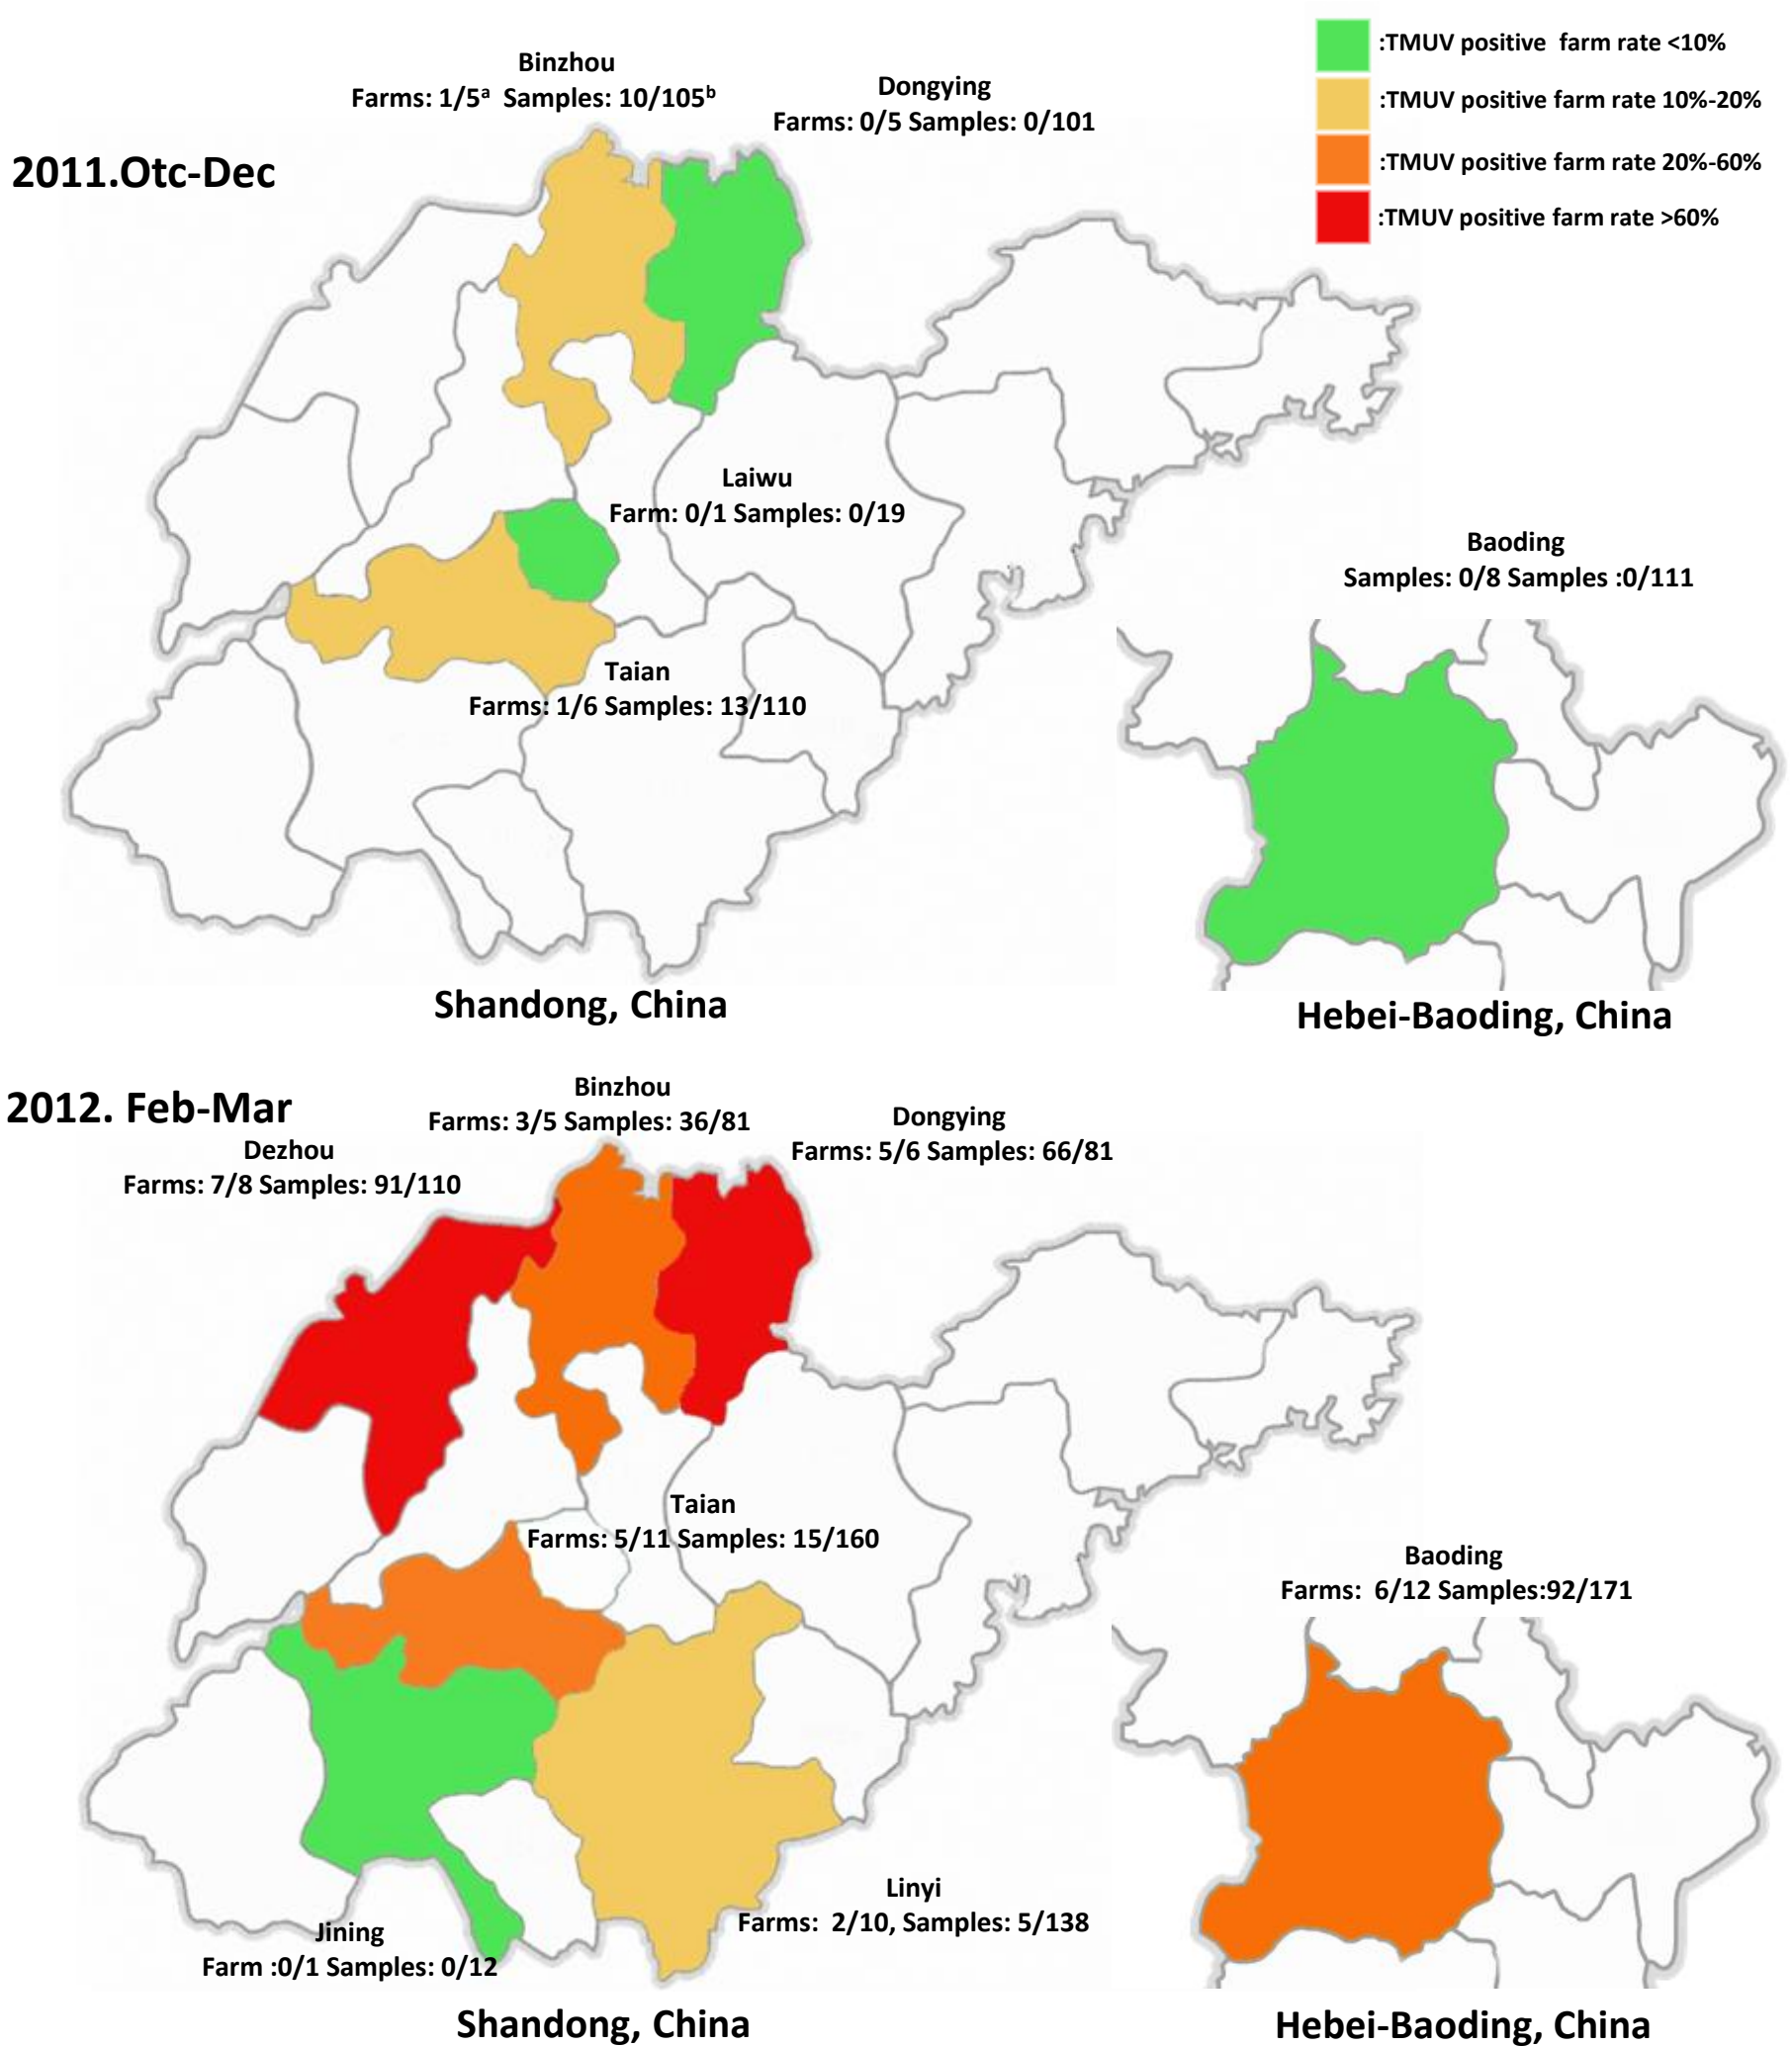 :TMUV positive farm rate <10%
:TMUV positive farm rate 10%-20%
:TMUV positive farm rate 20%-60%
:TMUV positive farm rate >60%
2011.Otc-Dec
Binzhou
Farms: 1/5ᵃ Samples: 10/105ᵇ
Dongying
Farms: 0/5 Samples: 0/101
Laiwu
Farm: 0/1 Samples: 0/19
Taian
Farms: 1/6 Samples: 13/110
Baoding
Samples: 0/8 Samples :0/111
Shandong, China
Hebei-Baoding, China
2012. Feb-Mar
Binzhou
Farms: 3/5 Samples: 36/81
Dongying
Farms: 5/6 Samples: 66/81
Dezhou
Farms: 7/8 Samples: 91/110
Taian
Farms: 5/11 Samples: 15/160
Baoding
Farms: 6/12 Samples:92/171
Linyi
Farms: 2/10, Samples: 5/138
Jining
Farm :0/1 Samples: 0/12
Shandong, China
Hebei-Baoding, China